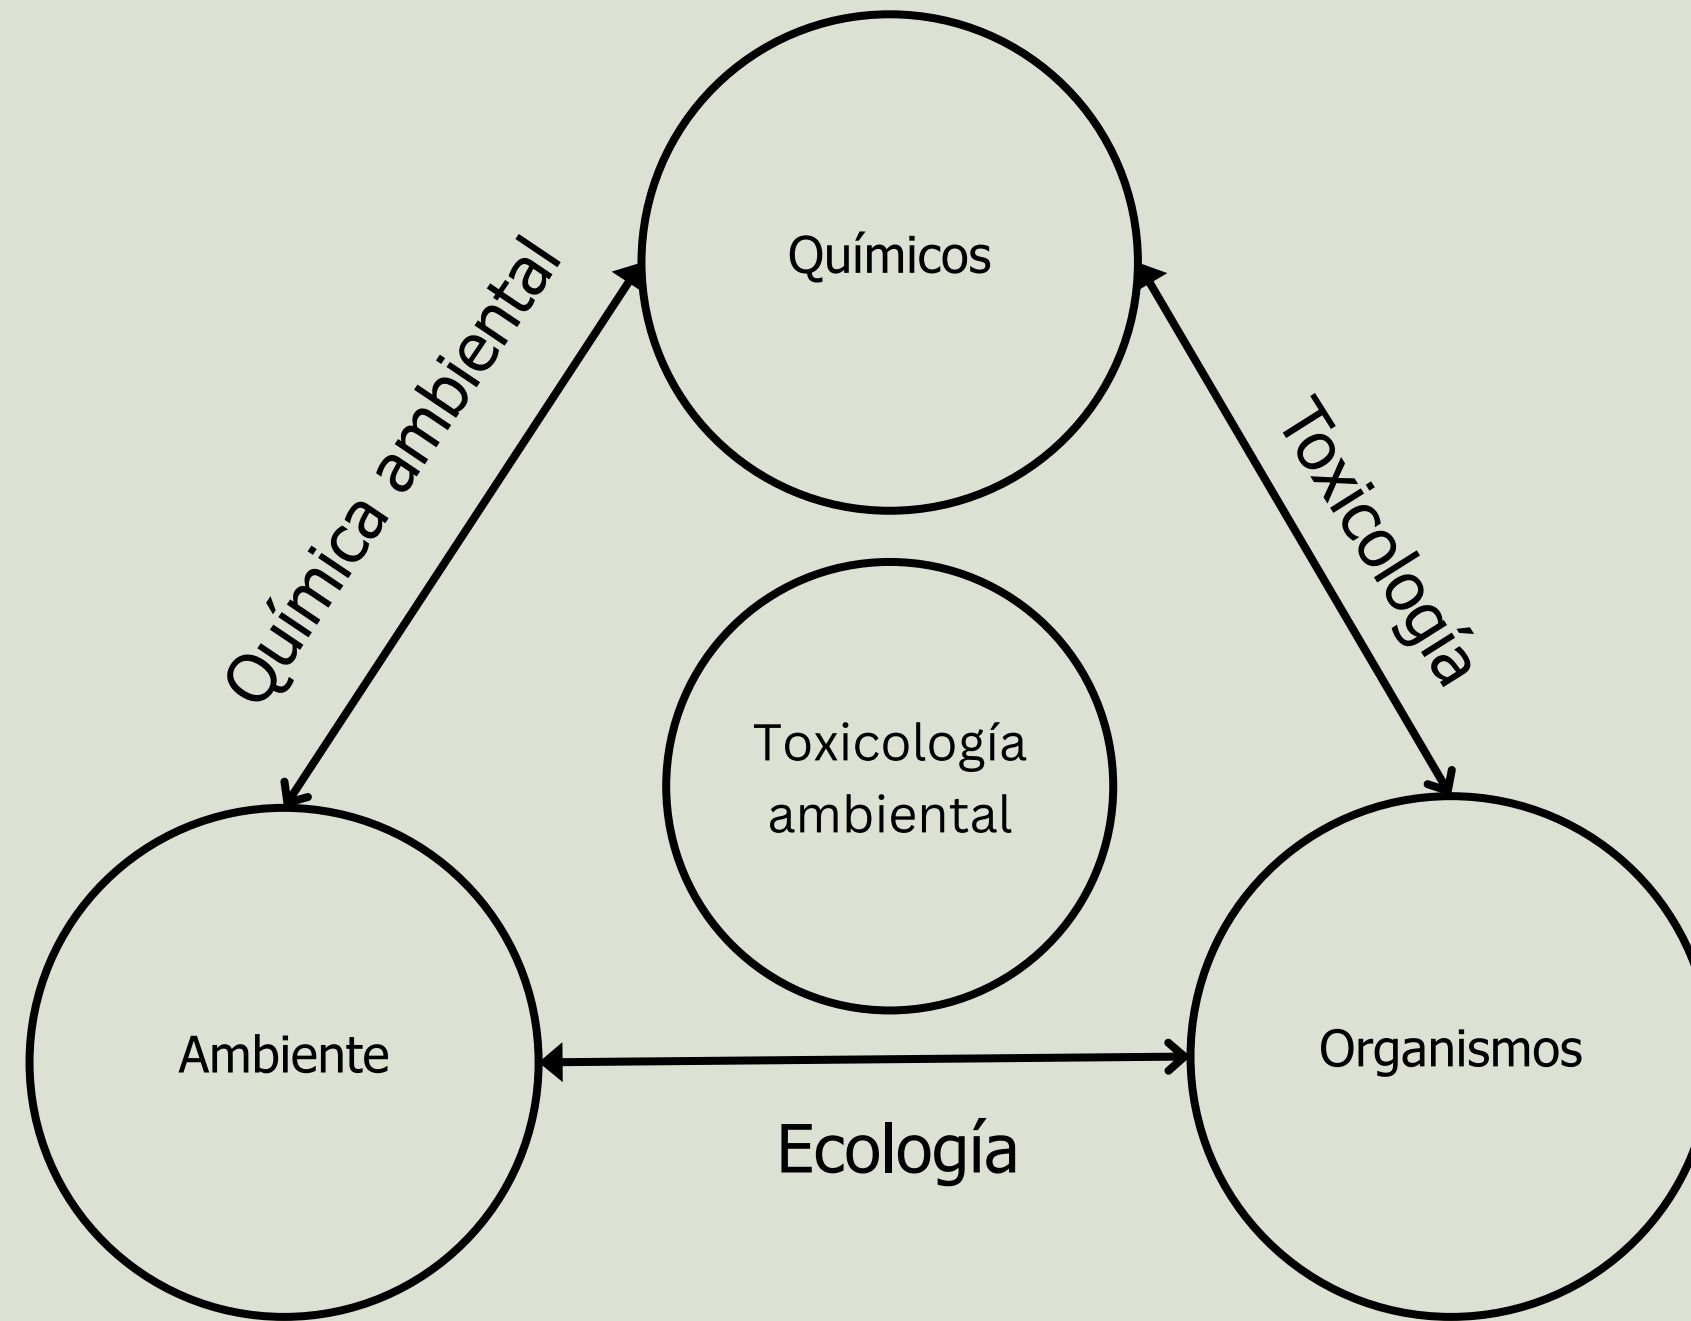 Químicos
Química ambiental
Toxicología
Toxicología
ambiental
Ambiente
Organismos
Ecología